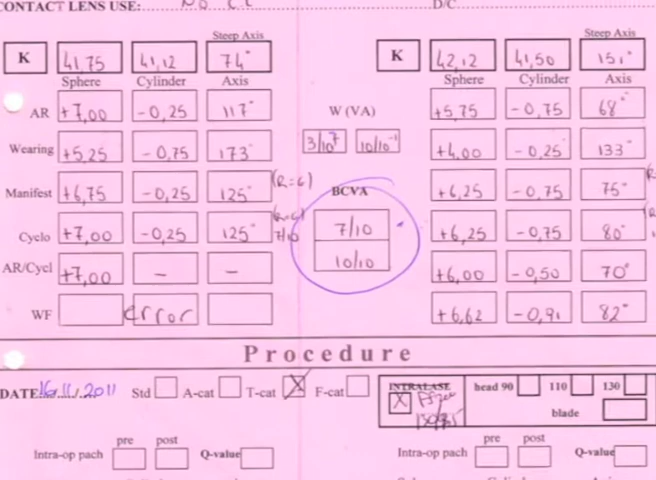 CONTACT LENS USE: No CL D/C
Steep Axis Steep Axis
K 41,75 41,12 74° K 42,12 41,50 151°
Sphere Cylinder Axis Sphere Cylinder Axis
AR +7,00 -0,25 117° W (VA) +5,75 -0,75 68°
Wearing +5,25 -0,75 173° 3/10 10/10 +4,00 -0,25 133°
Manifest +6,75 -0,25 125° (R=6) BCVA +6,25 -0,75 75°
Cyclo +7,00 -0,25 125° (R=6) 7/10 7/10 +6,25 -0,75 80°
10/10
AR/Cycl +7,00 - - +6,00 -0,50 70°
WF error +6,62 -0,91 82°
Procedure
DATE: 16.11.2011 Std A-cat T-cat X F-cat INTRALASE X head 90 110 130
blade
pre post pre post
Intra-op pach Q-value Intra-op pach Q-value